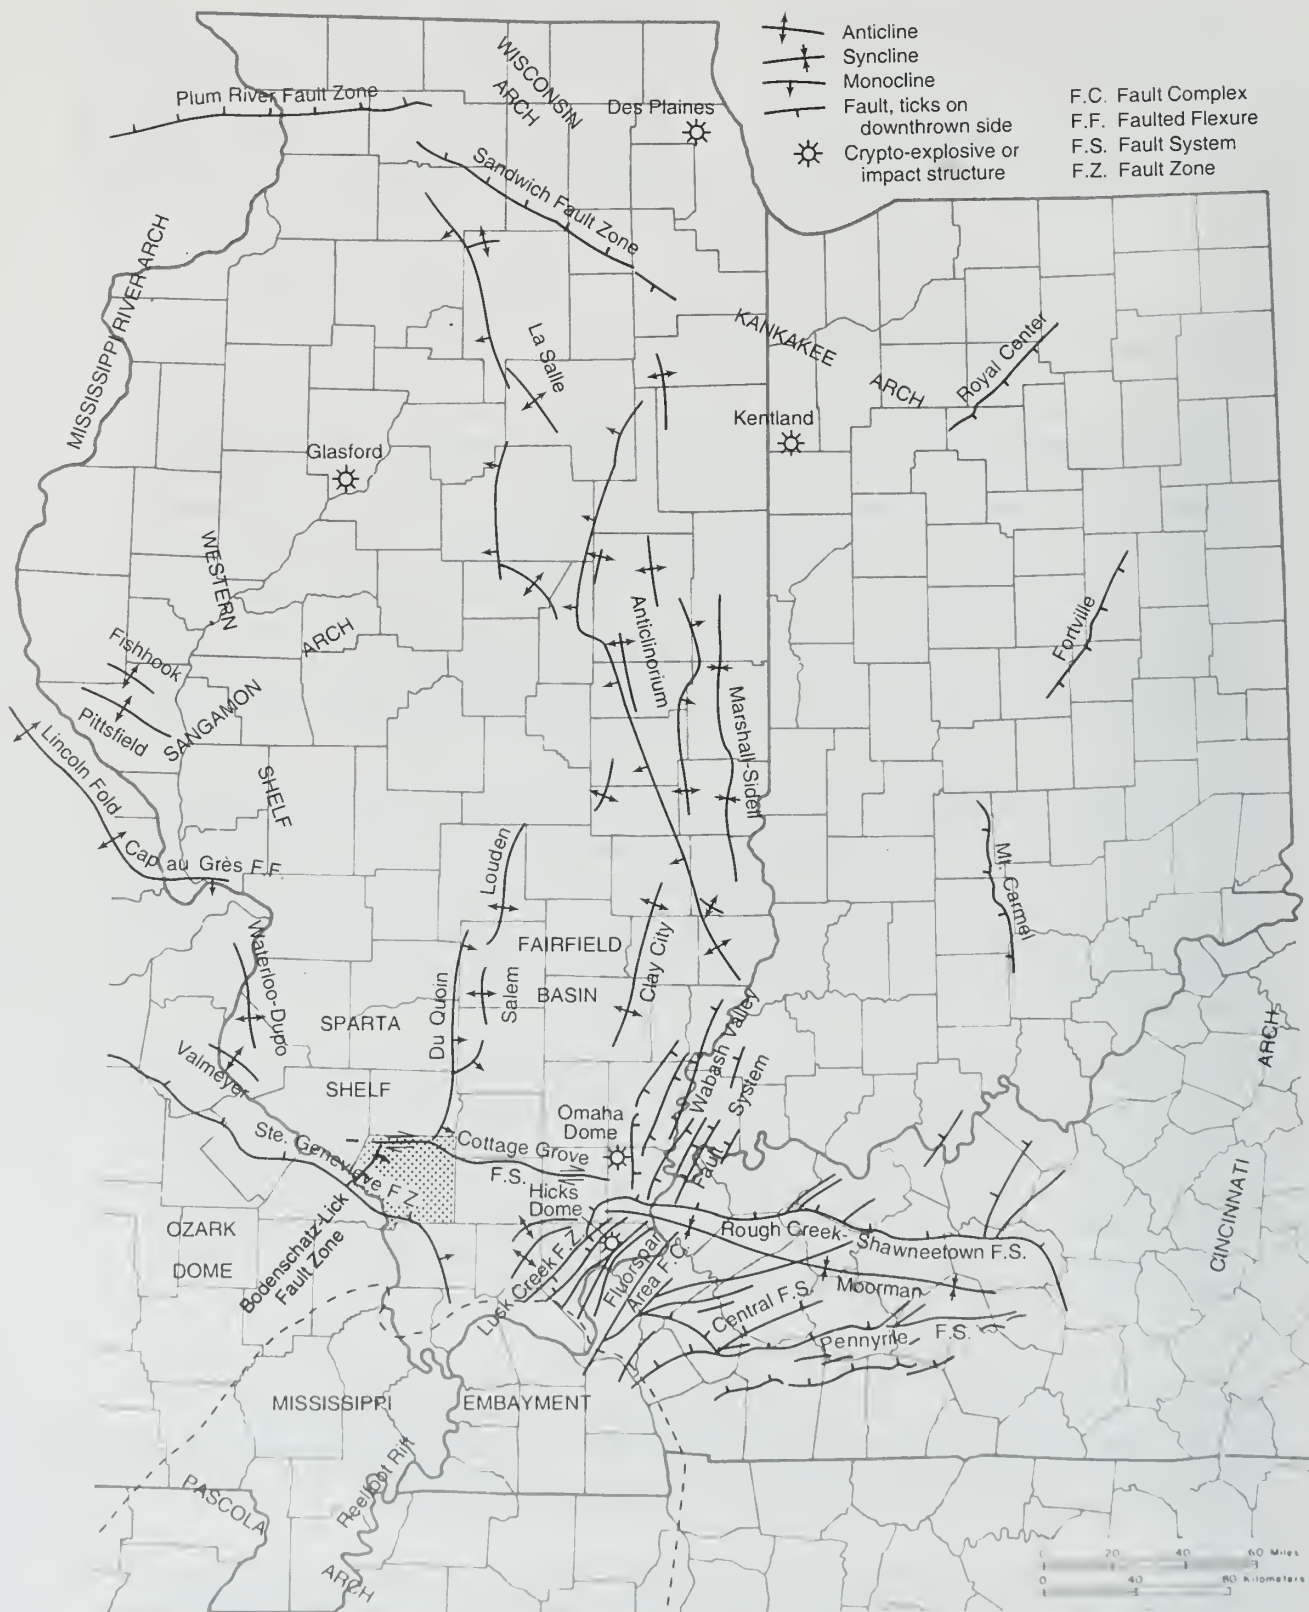 Anticline
Syncline
Monocline
Fault, ticks on
downthrown side
Crypto-explosive or
impact structure
F.C. Fault Complex
F.F. Faulted Flexure
F.S. Fault System
F.Z. Fault Zone
Plum River Fault Zone
WISCONSIN
ARCH
Des Plaines
Sandwich Fault Zone
MISSISSIPPI RIVER ARCH
La Salle
KANKAKEE
ARCH
Royal Center
Kentland
Glasford
WESTERN
Fishhook
ARCH
Anticlinorium
Fortville
Pittsfield
SANGAMON
Marshall-Sidell
Lincoln Fold
SHELF
Cap au Grès F.F.
Louden
Mt. Carmel
Waterloo-Dupo
FAIRFIELD
Clay City
Du Quoin
Salem
BASIN
SPARTA
Valmeyer
SHELF
Wabash Valley
Fault
System
ARCH
Omaha
Dome
Ste. Genevieve F.Z.
Cottage Grove
F.S.
Hicks
Dome
CINCINNATI
OZARK
DOME
Bodenschatz-Lick
Fault Zone
Lusk Creek F.Z.
Fluorspar
Area F.C.
Rough Creek- Shawneetown F.S.
Moorman
Central F.S.
Pennyrile F.S.
MISSISSIPPI EMBAYMENT
Reelfoot Rift
PASCOLA
ARCH
0 20 40 60 Miles
0 40 80 Kilometers